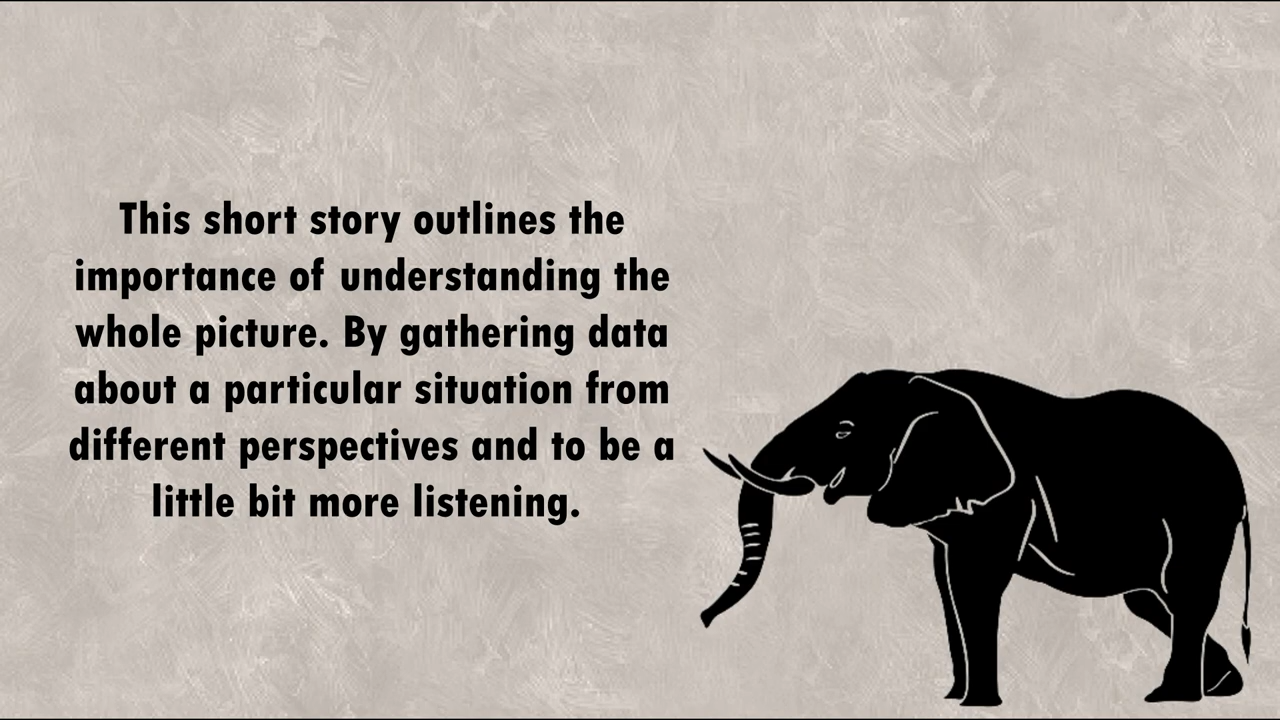 This short story outlines the
importance of understanding the
whole picture. By gathering data
about a particular situation from
different perspectives and to be a
little bit more listening.